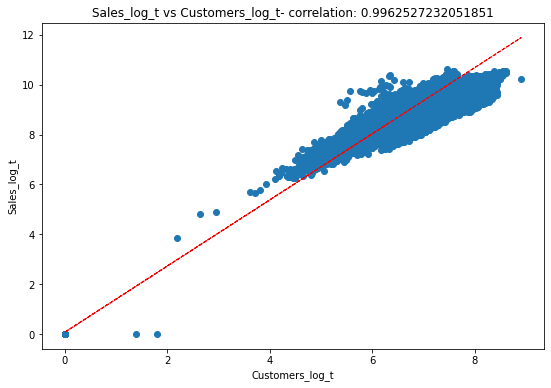 Sales_log_t vs Customers_log_t- correlation: 0.9962527232051851
12
10
8
6
4
2
0
Sales_log_t
0 2 4 6 8
Customers_log_t